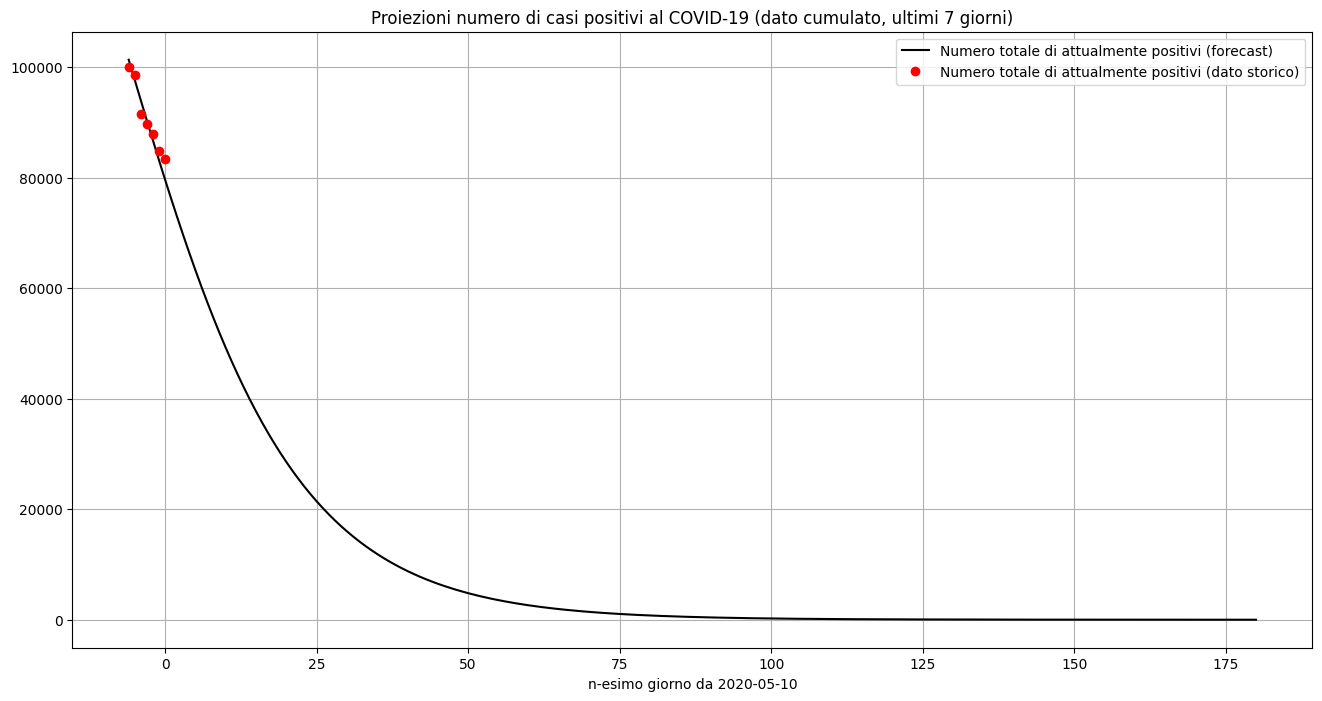 Proiezioni numero di casi positivi al COVID-19 (dato cumulato, ultimi 7 giorni)
Numero totale di attualmente positivi (forecast)
Numero totale di attualmente positivi (dato storico)
100000
80000
60000
40000
20000
0
0 25 50 75 100 125 150 175
n-esimo giorno da 2020-05-10